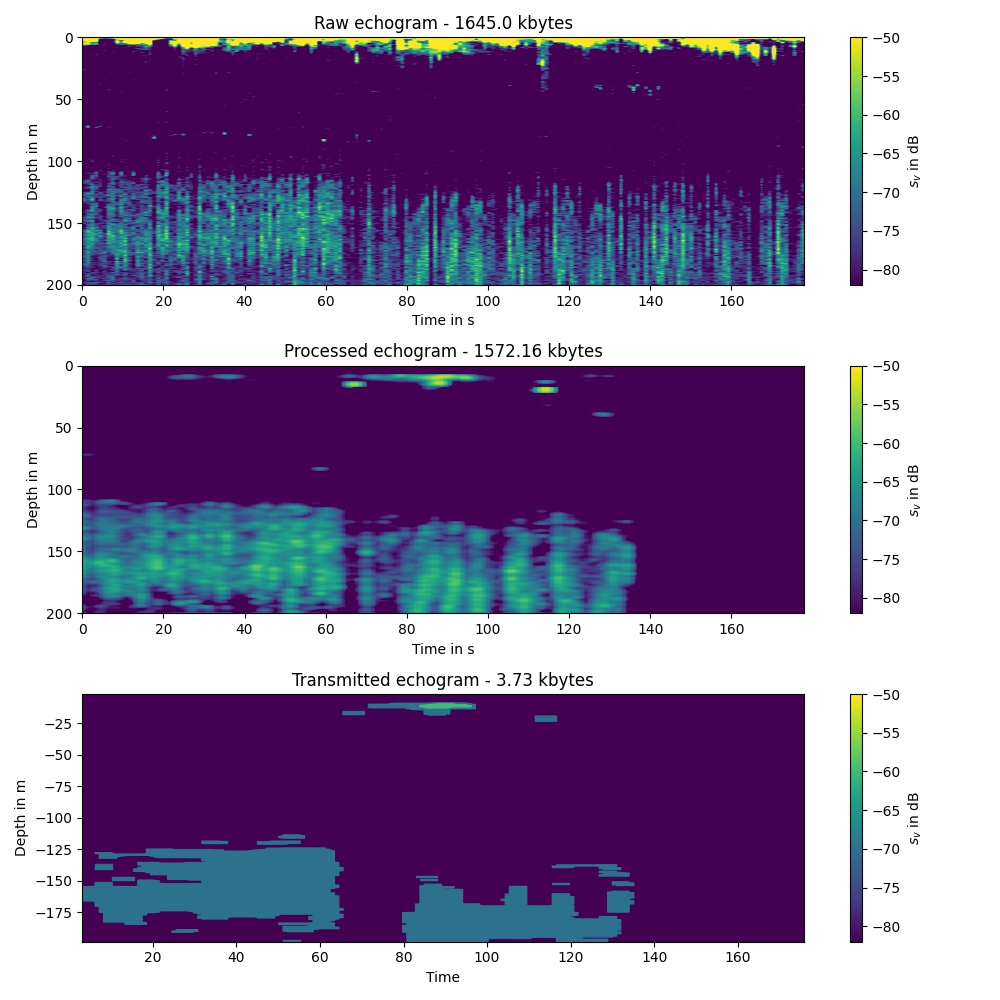 Raw echogram - 1645.0 kbytes
0
50
100
150
200
Depth in m
0 20 40 60 80 100 120 140 160
Time in s
−50
−55
−60
−65
−70
−75
−80
sv in dB
Processed echogram - 1572.16 kbytes
0
50
100
150
200
Depth in m
0 20 40 60 80 100 120 140 160
Time in s
−50
−55
−60
−65
−70
−75
−80
sv in dB
Transmitted echogram - 3.73 kbytes
−25
−50
−75
−100
−125
−150
−175
Depth in m
20 40 60 80 100 120 140 160
Time
−50
−55
−60
−65
−70
−75
−80
sv in dB